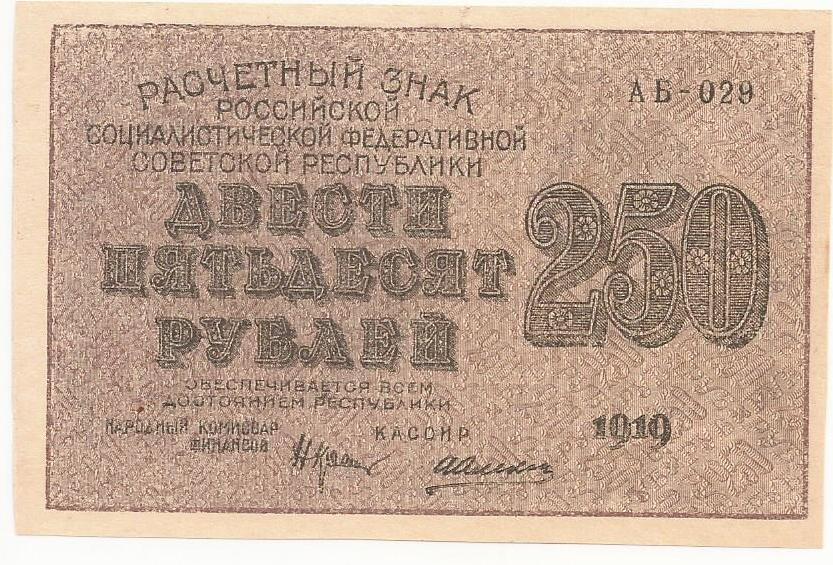 РАСЧЕТНЫЙ ЗНАК
АБ-029
РОССИЙСКОЙ
СОЦИАЛИСТИЧЕСКОЙ ФЕДЕРАТИВНОЙ
СОВЕТСКОЙ РЕСПУБЛИКИ
ДВЕСТИ
ПЯТЬДЕСЯТ
РУБЛЕЙ
250
ОБЕСПЕЧИВАЕТСЯ ВСЕМ
ДОСТОЯНИЕМ РЕСПУБЛИКИ
НАРОДНЫЙ КОМИССАР
ФИНАНСОВ
КАССИР
1919